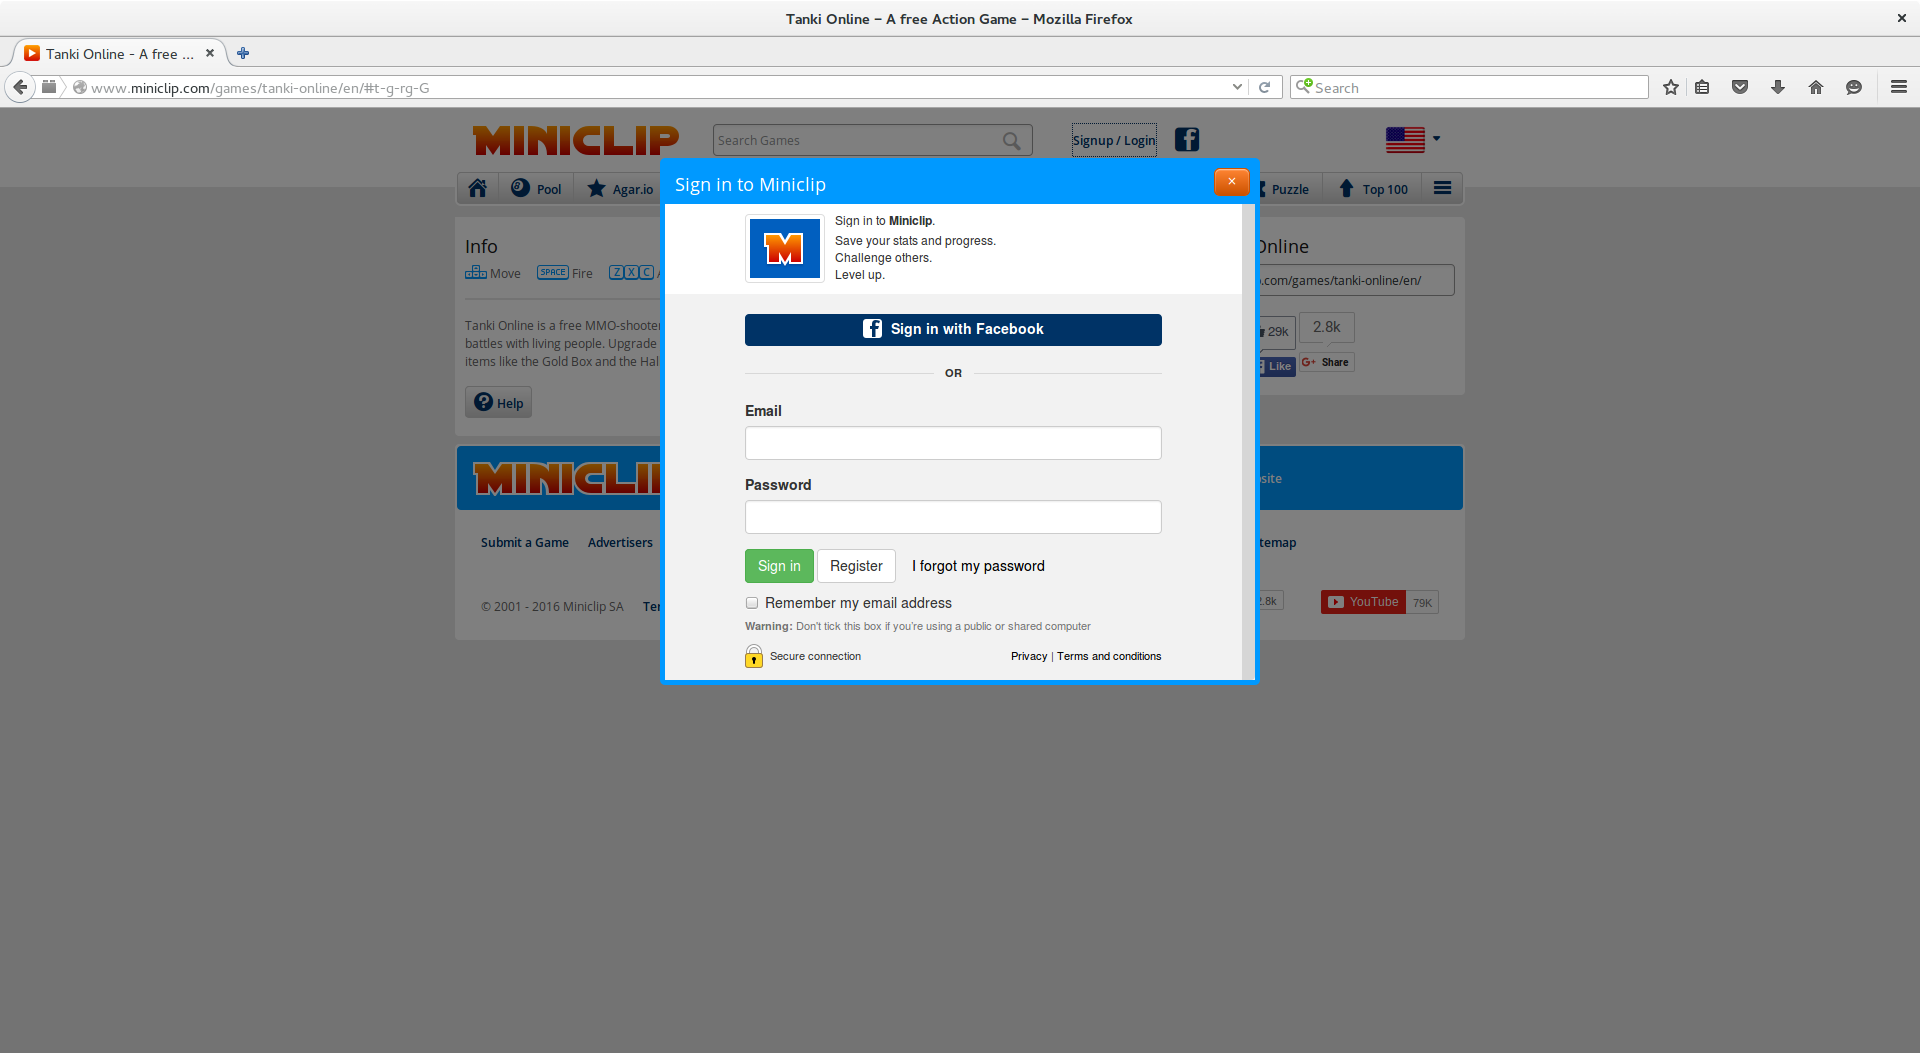 Tanki Online – A free Action Game – Mozilla Firefox
Tanki Online - A free ...
www.miniclip.com/games/tanki-online/en/#t-g-rg-G
Search
MINICLIP
Search Games
Signup / Login
Pool
Agar.io
Puzzle
Top 100
Sign in to Miniclip
Sign in to Miniclip.
Save your stats and progress.
Challenge others.
Level up.
Sign in with Facebook
OR
Email
Password
Sign in
Register
I forgot my password
Remember my email address
Warning: Don't tick this box if you're using a public or shared computer
Secure connection
Privacy | Terms and conditions
Info
Move
SPACE Fire
Z X C
Tanki Online is a free MMO-shooter
battles with living people. Upgrade
items like the Gold Box and the Hal
Help
Online
.com/games/tanki-online/en/
29k
2.8k
Like
G+ Share
MINICLIP
site
Submit a Game
Advertisers
temap
© 2001 - 2016 Miniclip SA
Ter
2.8k
YouTube
79K